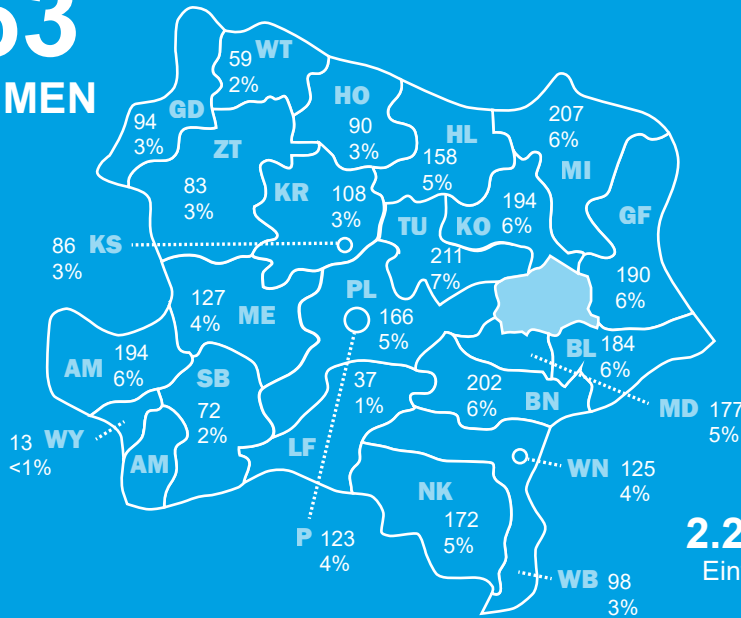 53
MEN
WT
59
2%
GD
94
3%
HO
90
3%
HL
158
5%
207
6%
MI
ZT
83
3%
KR
108
3%
TU
211
7%
KO
194
6%
GF
190
6%
86 KS
3%
127
4%
ME
PL
166
5%
AM
194
6%
SB
72
2%
37
1%
LF
BL
184
6%
202
6%
BN
MD 177
5%
13 WY
<1%
AM
NK
172
5%
WN 125
4%
P 123
4%
WB 98
3%
2.2
Ein